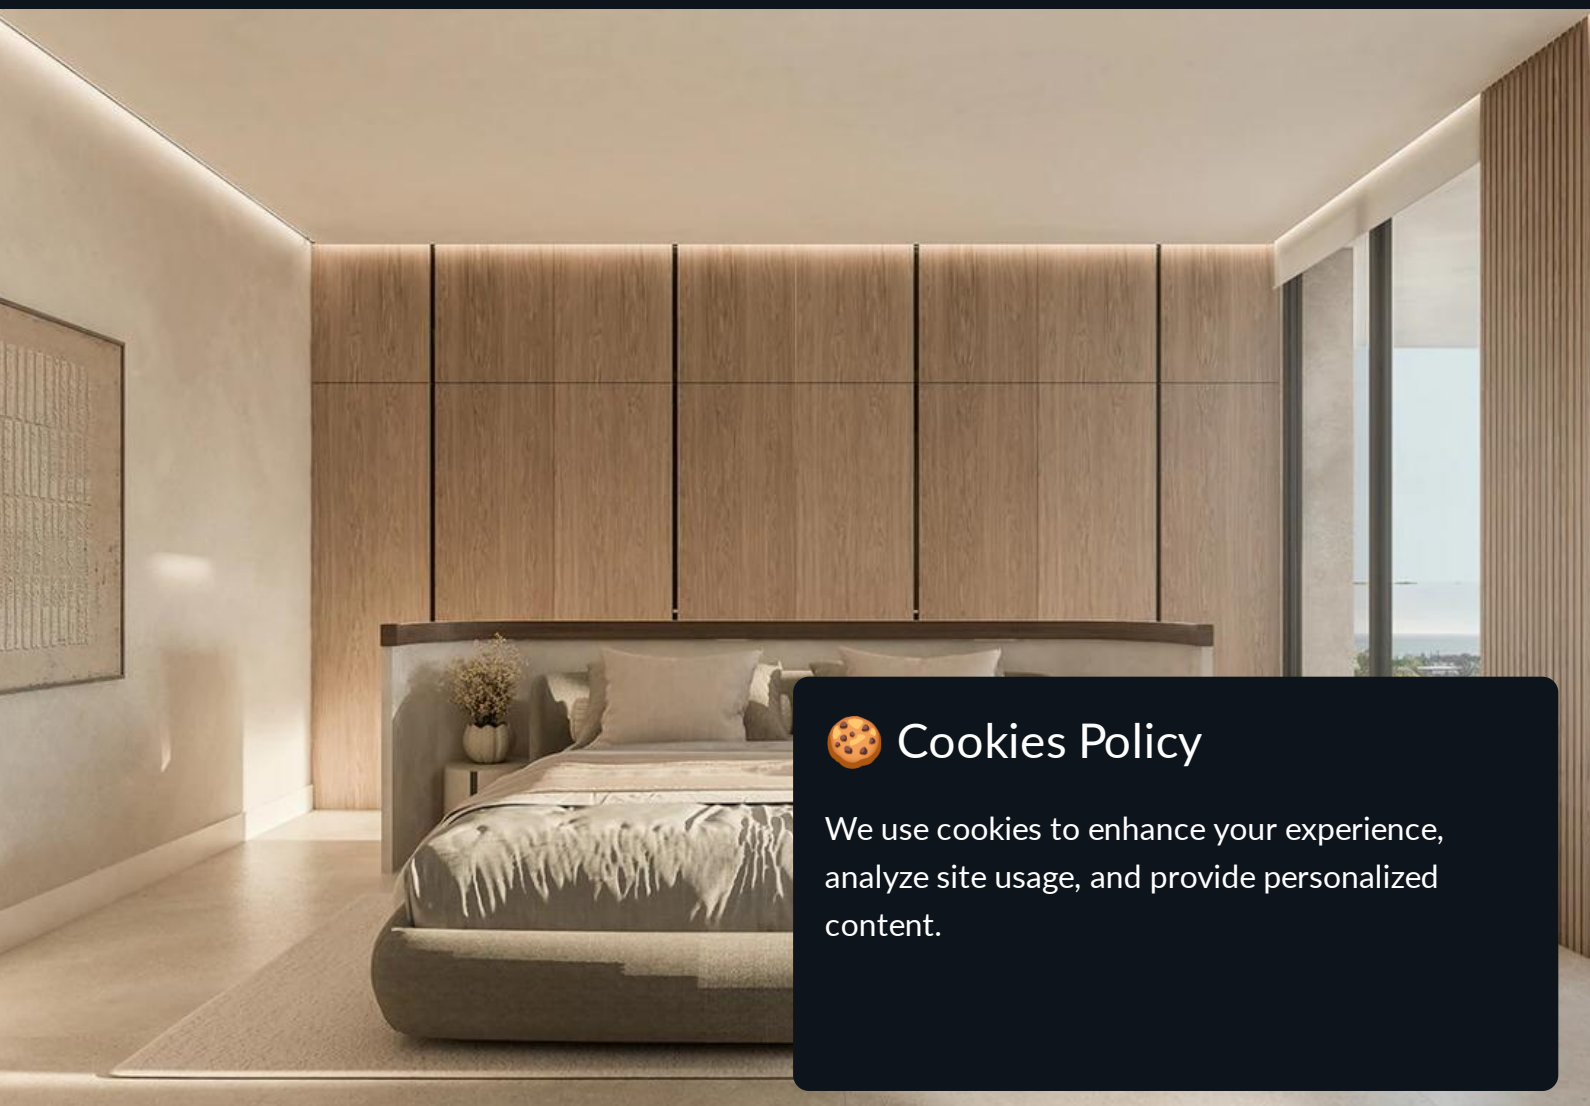 🍪 Cookies Policy
We use cookies to enhance your experience,
analyze site usage, and provide personalized
content.